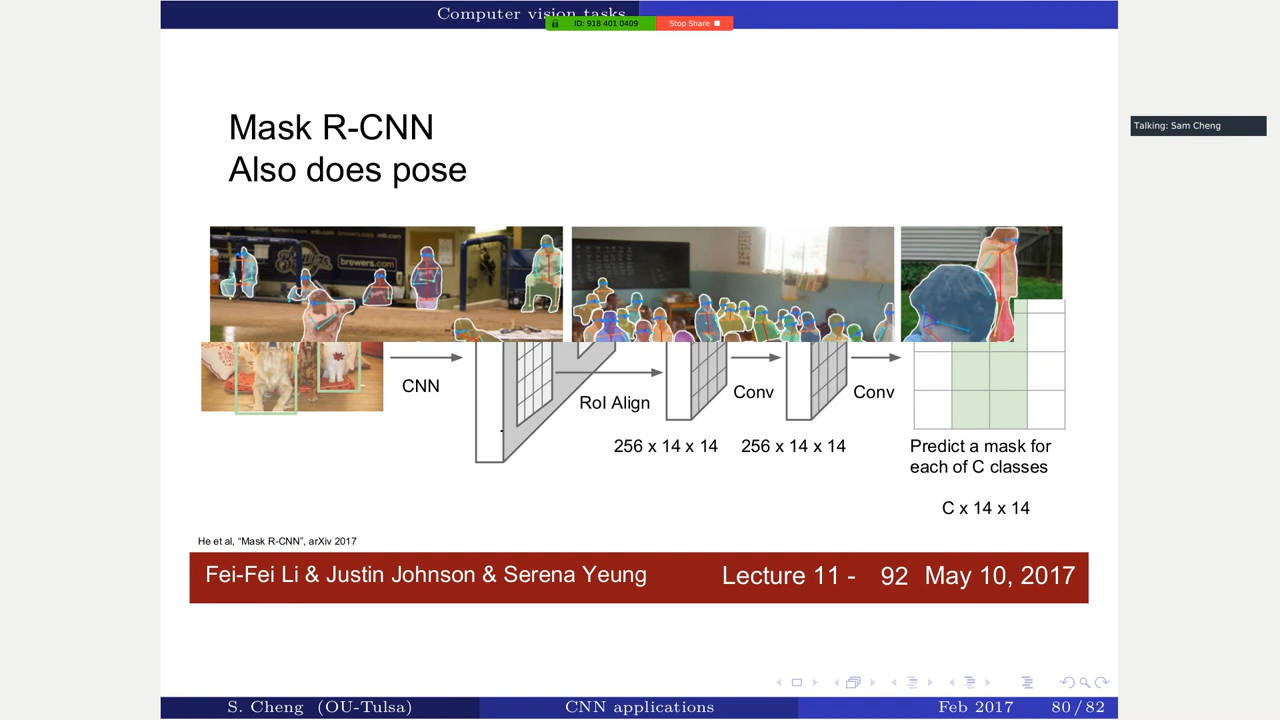 Computer vision tasks
ID: 918 401 0409
Stop Share
Talking: Sam Cheng
Mask R-CNN
Also does pose
brewers.com
CNN
RoI Align
Conv
Conv
256 x 14 x 14
256 x 14 x 14
Predict a mask for
each of C classes
C x 14 x 14
He et al, “Mask R-CNN”, arXiv 2017
Fei-Fei Li & Justin Johnson & Serena Yeung
Lecture 11 - 92 May 10, 2017
S. Cheng (OU-Tulsa)
CNN applications
Feb 2017
80/82